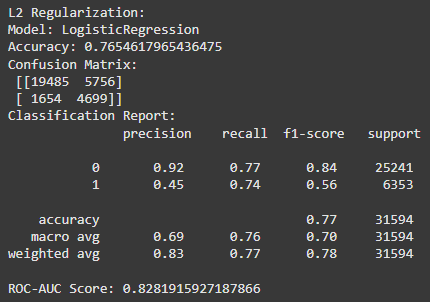 L2 Regularization:
Model: LogisticRegression
Accuracy: 0.7654617965436475
Confusion Matrix:
[[19485  5756]
[ 1654  4699]]
Classification Report:
precision    recall  f1-score   support
0       0.92      0.77      0.84     25241
1       0.45      0.74      0.56      6353
accuracy                           0.77     31594
macro avg       0.69      0.76      0.70     31594
weighted avg       0.83      0.77      0.78     31594
ROC-AUC Score: 0.8281915927187866